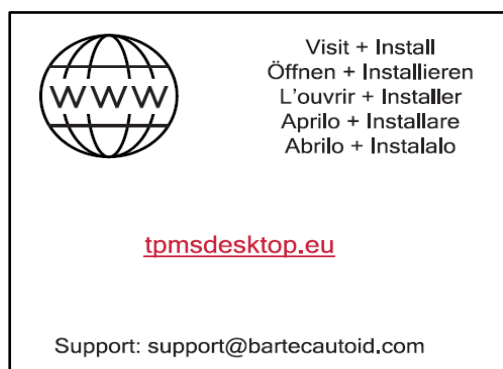 WWW
Visit + Install
Öffnen + Installieren
L'ouvrir + Installer
Aprilo + Installare
Abrilo + Instalalo
tpmsdesktop.eu
Support: support@bartecautoid.com